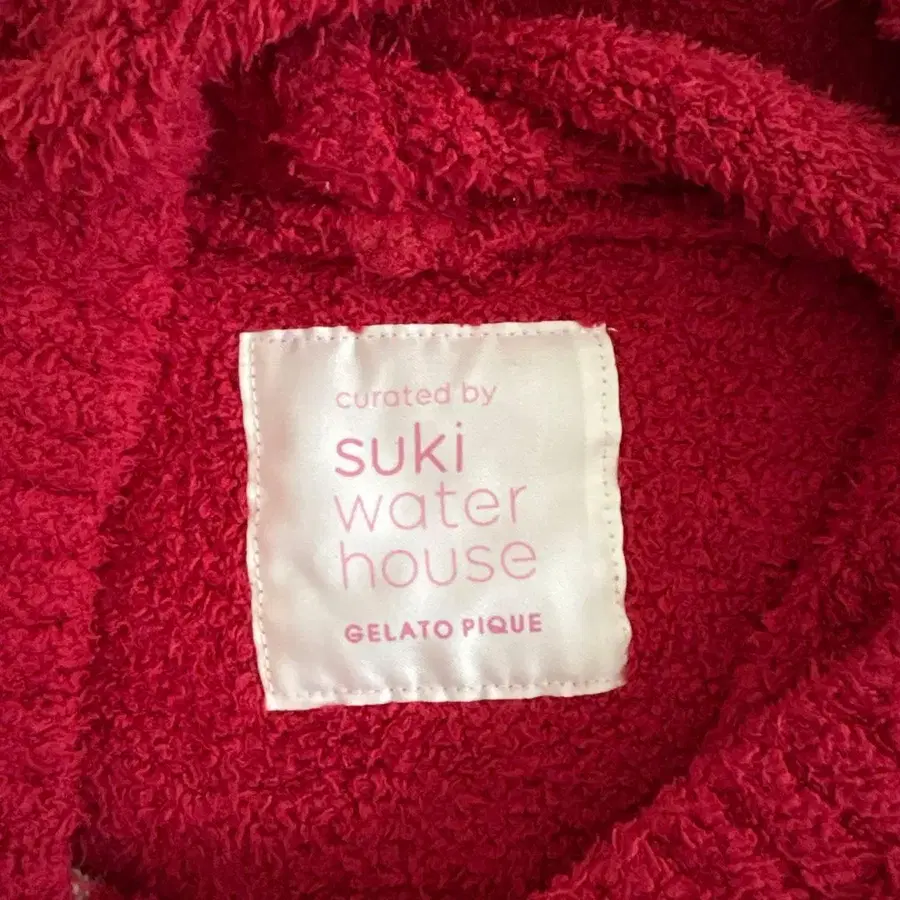 curated by
suki
water
house
GELATO PIQUE